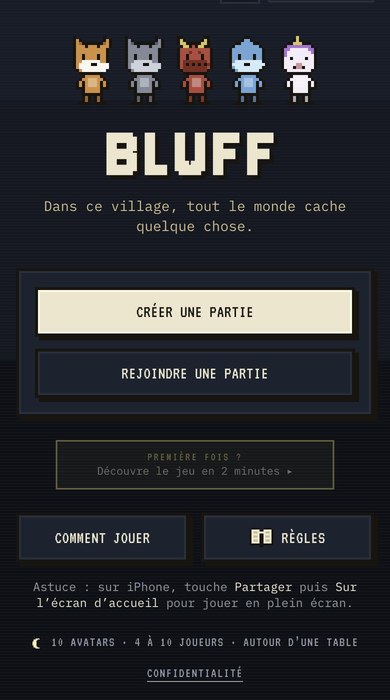 BLUFF
Dans ce village, tout le monde cache
quelque chose.
CRÉER UNE PARTIE
REJOINDRE UNE PARTIE
PREMIÈRE FOIS ?
Découvre le jeu en 2 minutes ▸
COMMENT JOUER
RÈGLES
Astuce : sur iPhone, touche Partager puis Sur
l’écran d’accueil pour jouer en plein écran.
10 AVATARS · 4 À 10 JOUEURS · AUTOUR D'UNE TABLE
CONFIDENTIALITÉ